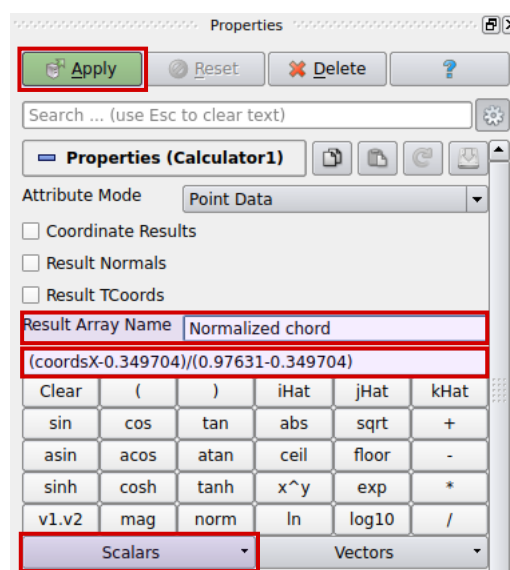 Properties
Apply Reset Delete ?
Search ... (use Esc to clear text)
Properties (Calculator1)
Attribute Mode Point Data
Coordinate Results
Result Normals
Result TCoords
Result Array Name Normalized chord
(coordsX-0.349704)/(0.97631-0.349704)
Clear ( ) iHat jHat kHat
sin cos tan abs sqrt +
asin acos atan ceil floor -
sinh cosh tanh x^y exp *
v1.v2 mag norm ln log10 /
Scalars Vectors